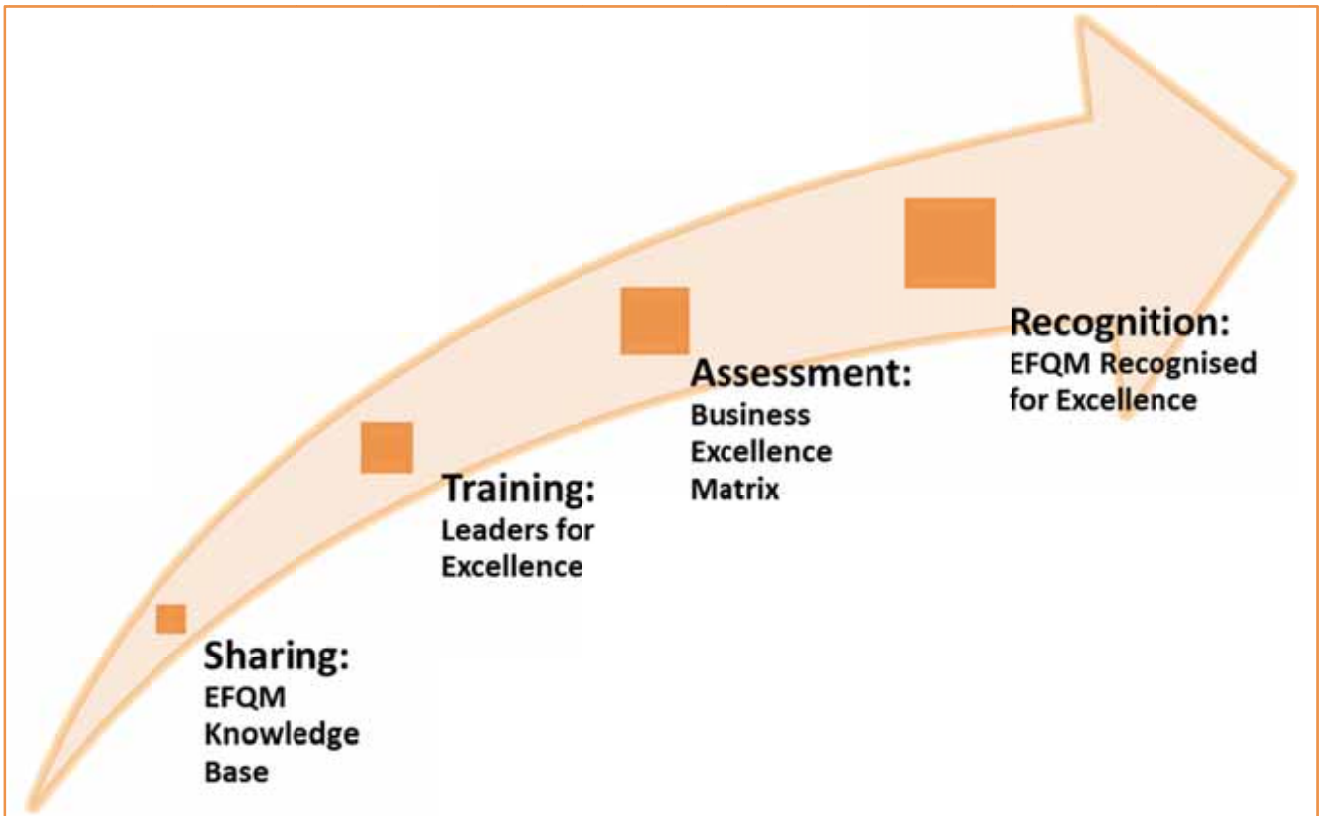 Recognition:
EFQM Recognised
for Excellence
Assessment:
Business
Excellence
Matrix
Training:
Leaders for
Excellence
Sharing:
EFQM
Knowledge
Base